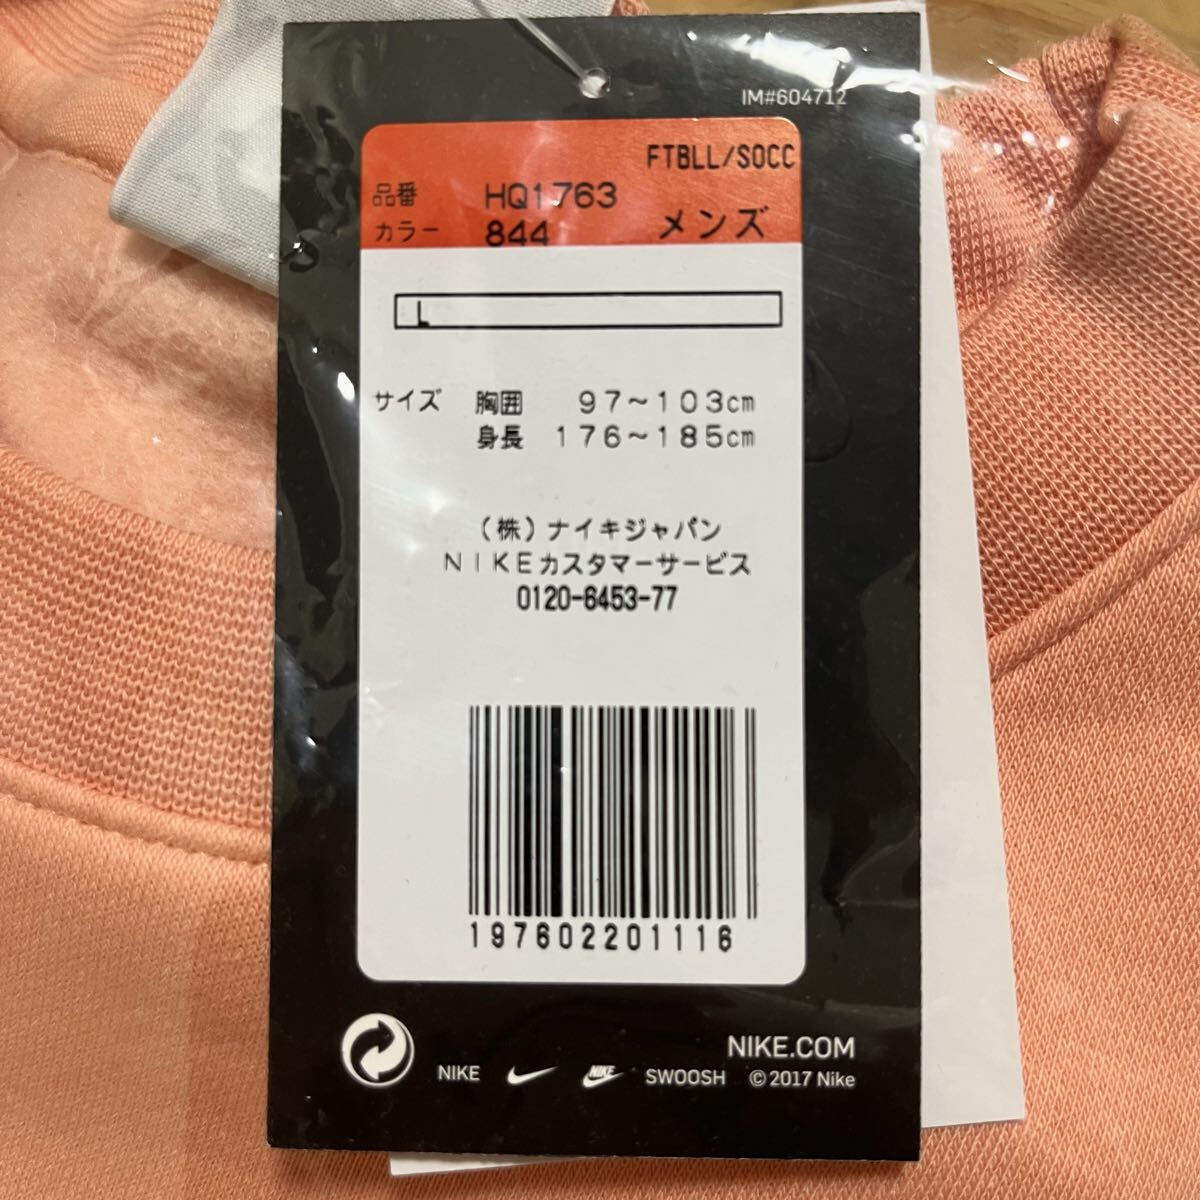 IM#604712
FTBLL/SOCC
品番 HQ1763
カラー 844 メンズ
L
サイズ 胸囲 97~103cm
身長 176~185cm
(株)ナイキジャパン
NIKEカスタマーサービス
0120-6453-77
197602201116
NIKE.COM
NIKE NIKE SWOOSH © 2017 Nike